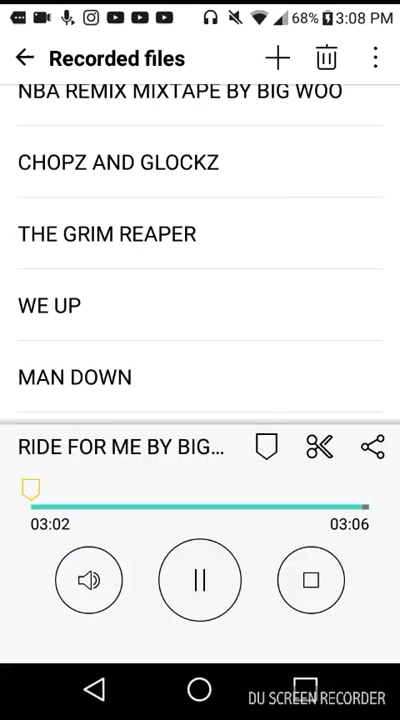 68% 3:08 PM
Recorded files
NBA REMIX MIXTAPE BY BIG WOO
CHOPZ AND GLOCKZ
THE GRIM REAPER
WE UP
MAN DOWN
RIDE FOR ME BY BIG...
03:02 03:06
DU SCREEN RECORDER